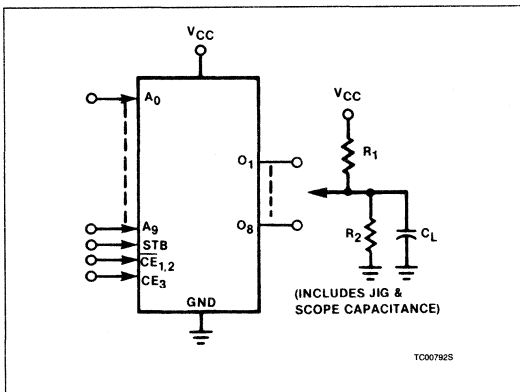 VCC
A0
VCC
R1
O1
A9
O8
STB
R2
CL
CE1,2
CE3
GND
(INCLUDES JIG &
SCOPE CAPACITANCE)
TC00792S